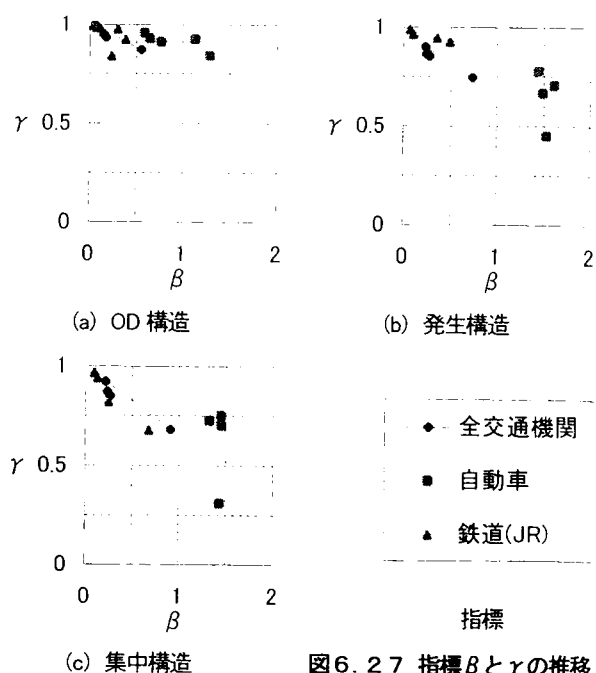 1
γ 0.5
0
0 1 2
β
(a) OD 構造
1
γ 0.5
0
0 1 2
β
(b) 発生構造
1
γ 0.5
0
0 1 2
β
(c) 集中構造
全交通機関
自動車
鉄道(JR)
指標
図6.27 指標βとγの推移